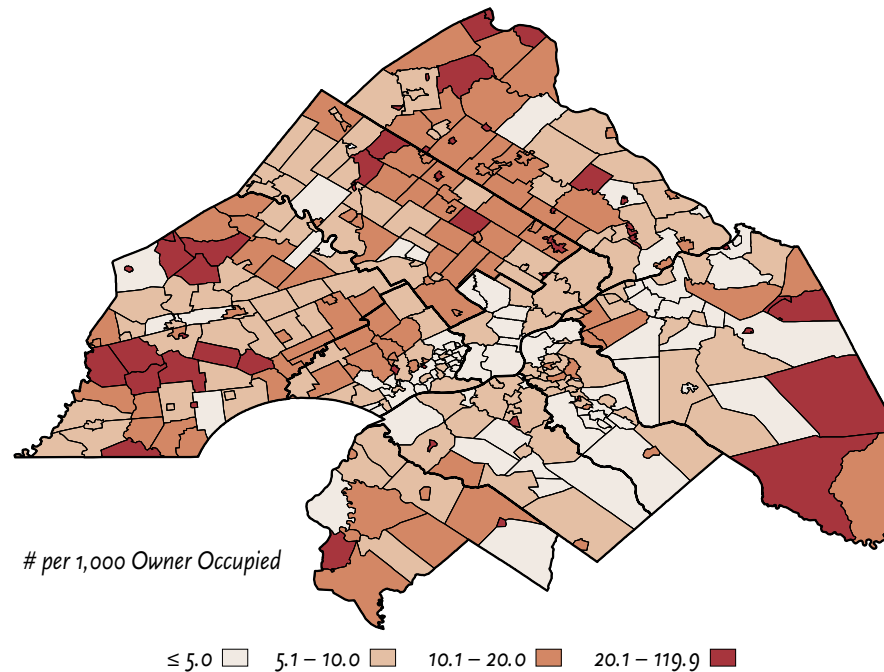 # per 1,000 Owner Occupied
≤ 5.0 5.1 – 10.0 10.1 – 20.0 20.1 – 119.9